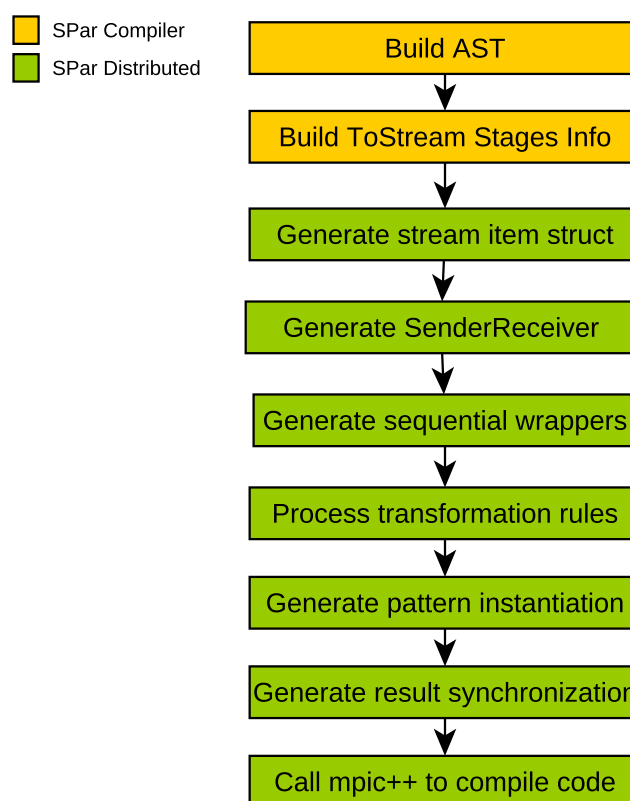 SPar Compiler
SPar Distributed
Build AST
Build ToStream Stages Info
Generate stream item struct
Generate SenderReceiver
Generate sequential wrappers
Process transformation rules
Generate pattern instantiation
Generate result synchronization
Call mpic++ to compile code